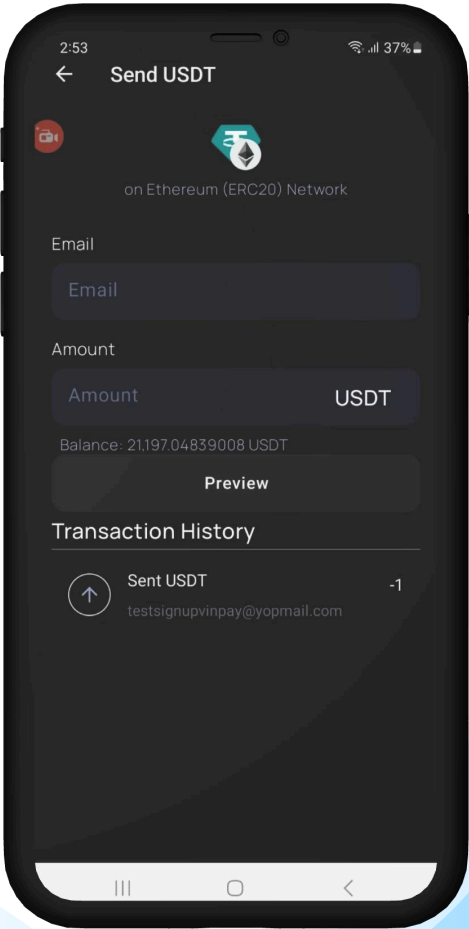 2:53
37%
Send USDT
on Ethereum (ERC20) Network
Email
Email
Amount
Amount USDT
Balance: 21,197.04839008 USDT
Preview
Transaction History
Sent USDT -1
testsignupvinpay@yopmail.com